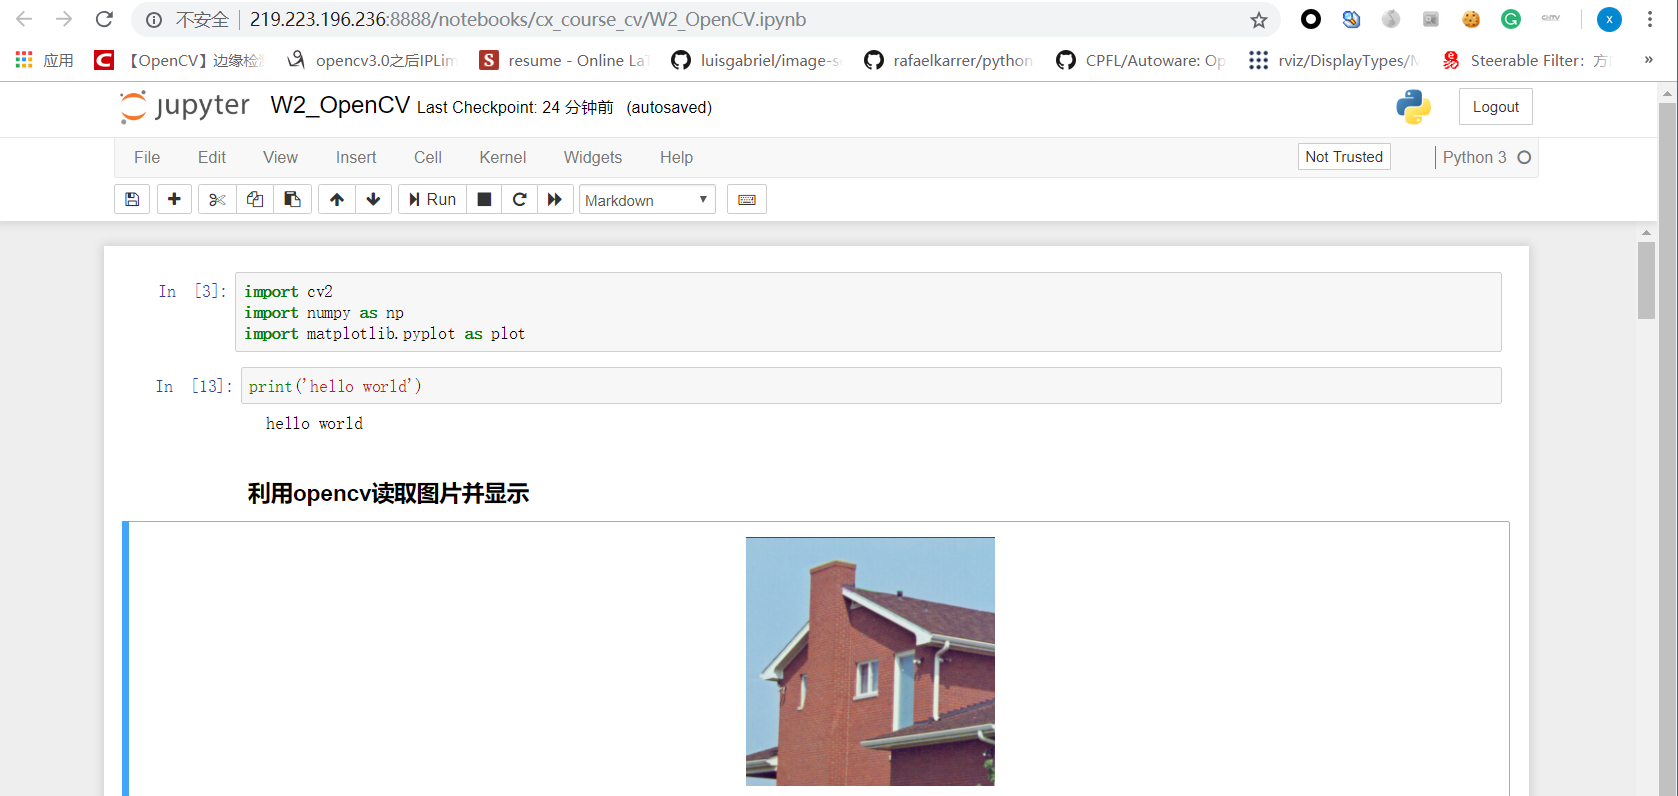 不安全 219.223.196.236:8888/notebooks/cx_course_cv/W2_OpenCV.ipynb
应用 【OpenCV】边缘检 opencv3.0之后IPLim resume - Online La luisgabriel/image-s rafaelkarrer/python CPFL/Autoware: Op rviz/DisplayTypes/ Steerable Filter: 方 »
jupyter W2_OpenCV Last Checkpoint: 24 分钟前 (autosaved) Logout
File Edit View Insert Cell Kernel Widgets Help Not Trusted Python 3
Run Markdown
In [3]: import cv2
import numpy as np
import matplotlib.pyplot as plot
In [13]: print('hello world')
hello world
利用opencv读取图片并显示